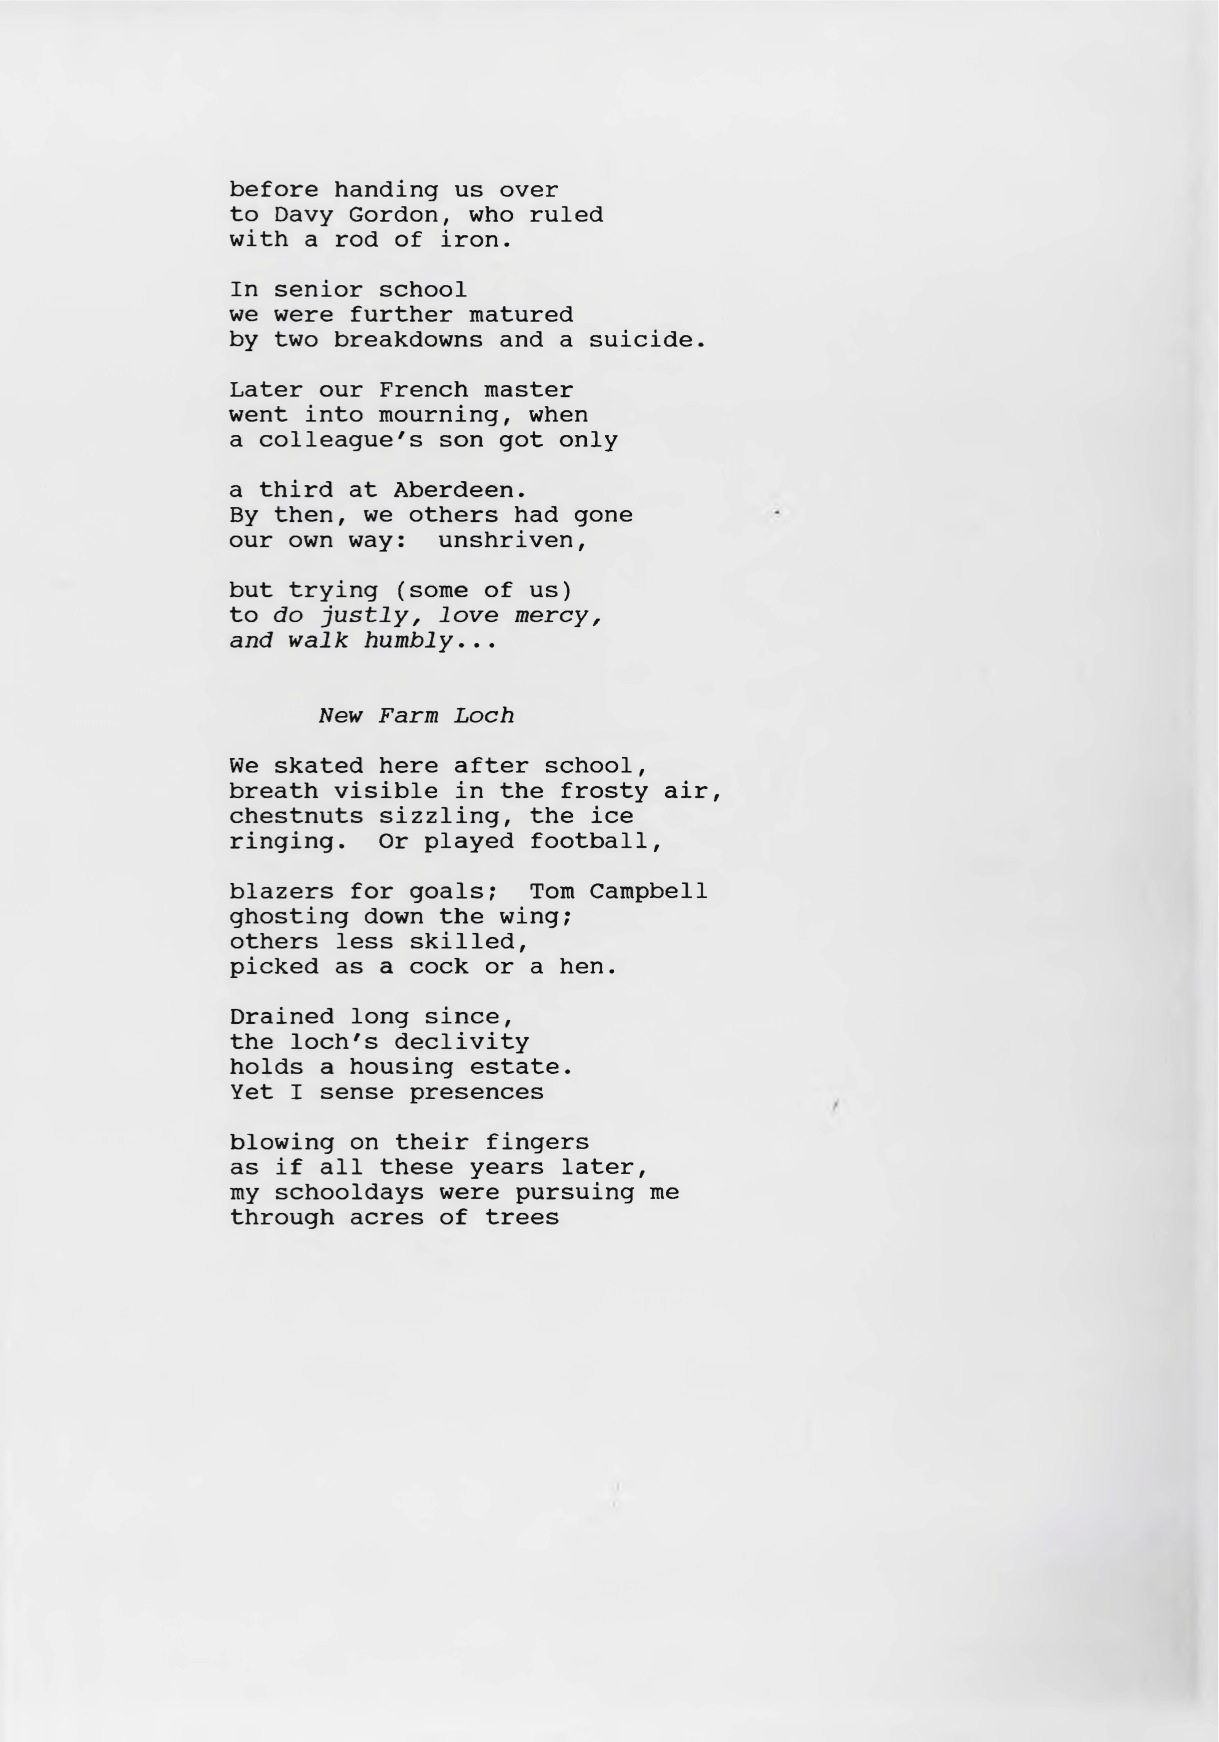 before handing us over
to Davy Gordon, who ruled
with a rod of iron.

In senior school
we were further matured
by two breakdowns and a suicide.

Later our French master
went into mourning, when
a colleague's son got only

a third at Aberdeen.
By then, we others had gone
our own way:  unshriven,

but trying (some of us)
to do justly, love mercy,
and walk humbly...

New Farm Loch

We skated here after school,
breath visible in the frosty air,
chestnuts sizzling, the ice
ringing.  Or played football,

blazers for goals;  Tom Campbell
ghosting down the wing;
others less skilled,
picked as a cock or a hen.

Drained long since,
the loch's declivity
holds a housing estate.
Yet I sense presences

blowing on their fingers
as if all these years later,
my schooldays were pursuing me
through acres of trees